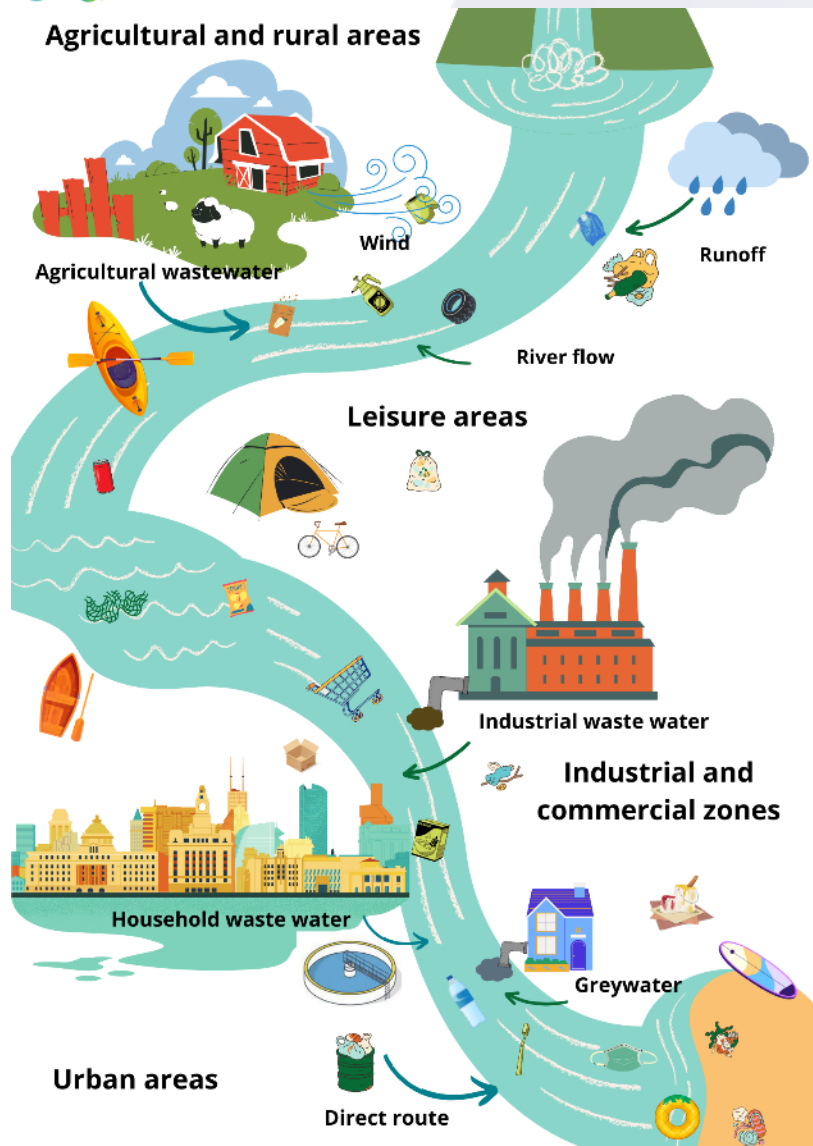 Agricultural and rural areas
Wind
Runoff
Agricultural wastewater
River flow
Leisure areas
Industrial waste water
Industrial and
commercial zones
Household waste water
Greywater
Urban areas
Direct route